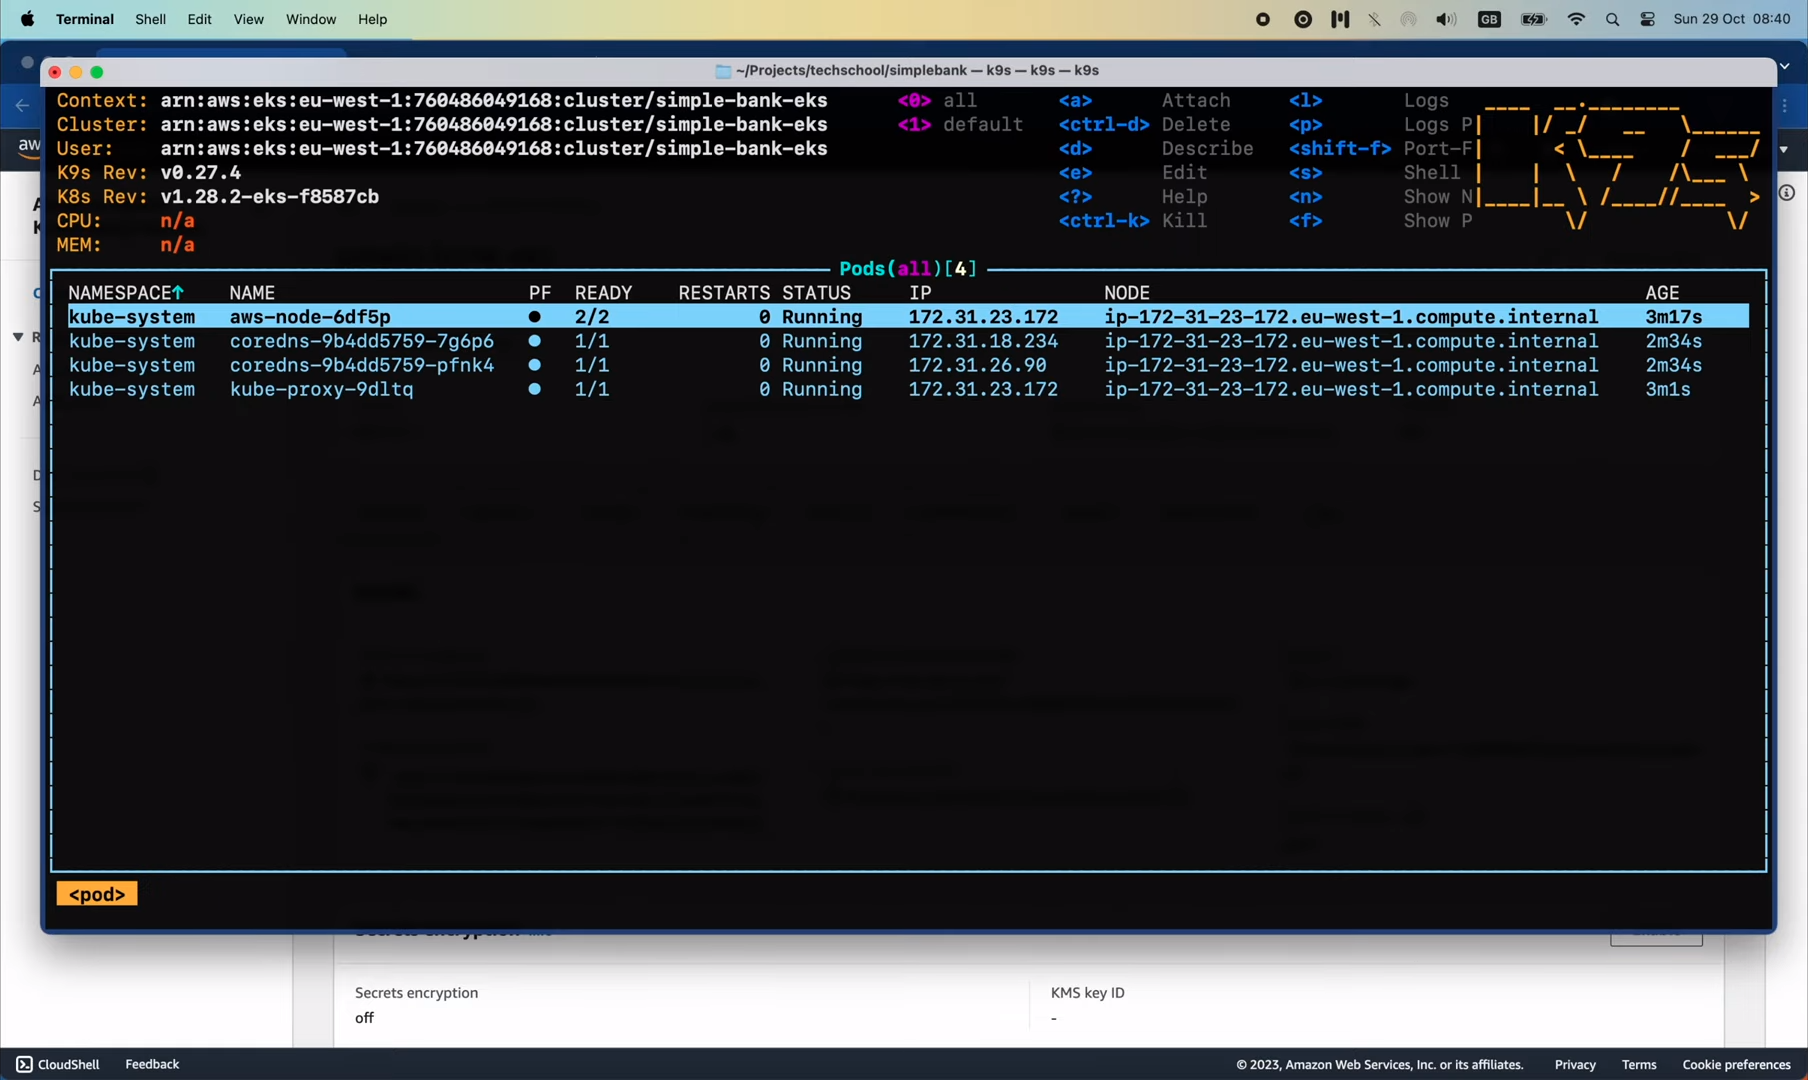 Terminal Shell Edit View Window Help GB Sun 29 Oct 08:40
~/Projects/techschool/simplebank — k9s — k9s — k9s
Context: arn:aws:eks:eu-west-1:760486049168:cluster/simple-bank-eks <0> all <a> Attach <l> Logs
Cluster: arn:aws:eks:eu-west-1:760486049168:cluster/simple-bank-eks <1> default <ctrl-d> Delete <p> Logs P
User: arn:aws:eks:eu-west-1:760486049168:cluster/simple-bank-eks <d> Describe <shift-f> Port-F
K9s Rev: v0.27.4 <e> Edit <s> Shell
K8s Rev: v1.28.2-eks-f8587cb <?> Help <n> Show N
CPU: n/a <ctrl-k> Kill <f> Show P
MEM: n/a
Pods(all)[4]
NAMESPACE↑ NAME PF READY RESTARTS STATUS IP NODE AGE
kube-system aws-node-6df5p ● 2/2 0 Running 172.31.23.172 ip-172-31-23-172.eu-west-1.compute.internal 3m17s
kube-system coredns-9b4dd5759-7g6p6 ● 1/1 0 Running 172.31.18.234 ip-172-31-23-172.eu-west-1.compute.internal 2m34s
kube-system coredns-9b4dd5759-pfnk4 ● 1/1 0 Running 172.31.26.90 ip-172-31-23-172.eu-west-1.compute.internal 2m34s
kube-system kube-proxy-9dltq ● 1/1 0 Running 172.31.23.172 ip-172-31-23-172.eu-west-1.compute.internal 3m1s
<pod>
Secrets encryption KMS key ID
off -
CloudShell Feedback © 2023, Amazon Web Services, Inc. or its affiliates. Privacy Terms Cookie preferences